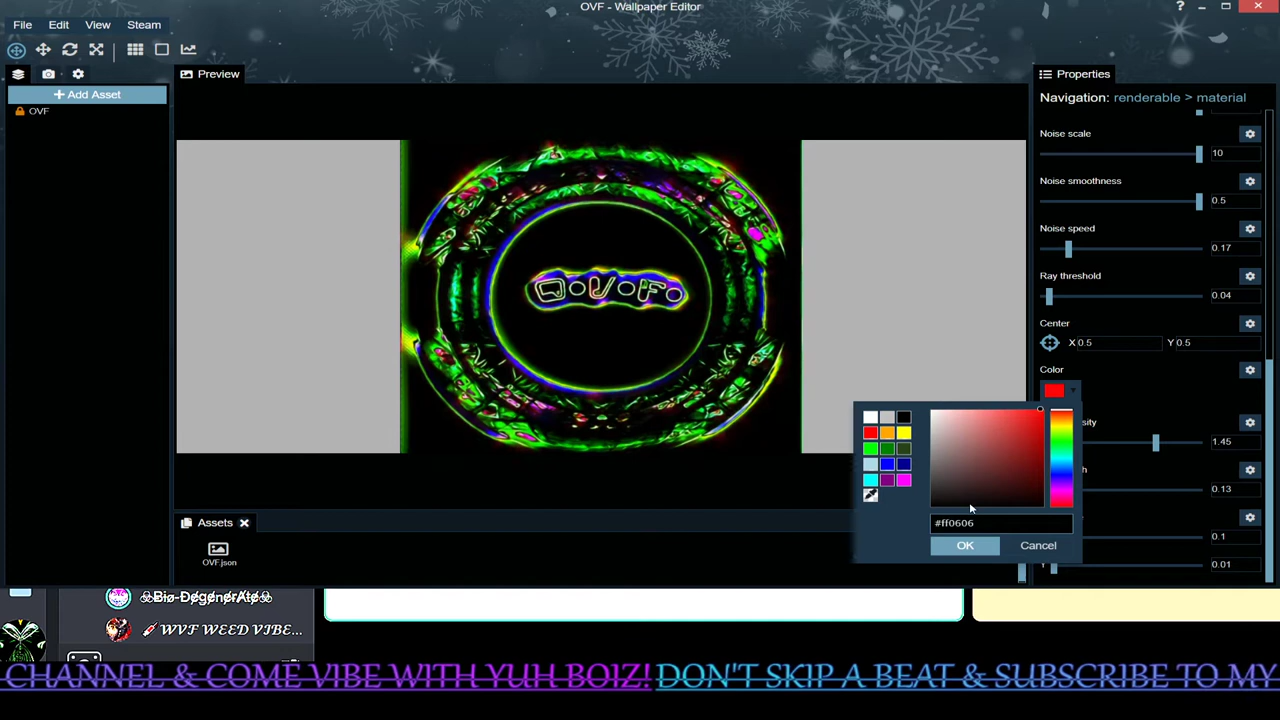 OVF - Wallpaper Editor
File Edit View Steam
Preview
Properties
+ Add Asset
OVF
Navigation: renderable > material
Noise scale
10
Noise smoothness
0.5
Noise speed
0.17
Ray threshold
0.04
Center
X 0.5 Y 0.5
Color
1.45
0.13
0.1
Y 0.01
#ff0606
OK Cancel
O.V.F.
Assets
OVF.json
☠Biø-DegenerAte☠
WVF WEED VIBE...
CHANNEL & COME VIBE WITH YUH BOIZ! DON'T SKIP A BEAT & SUBSCRIBE TO MY